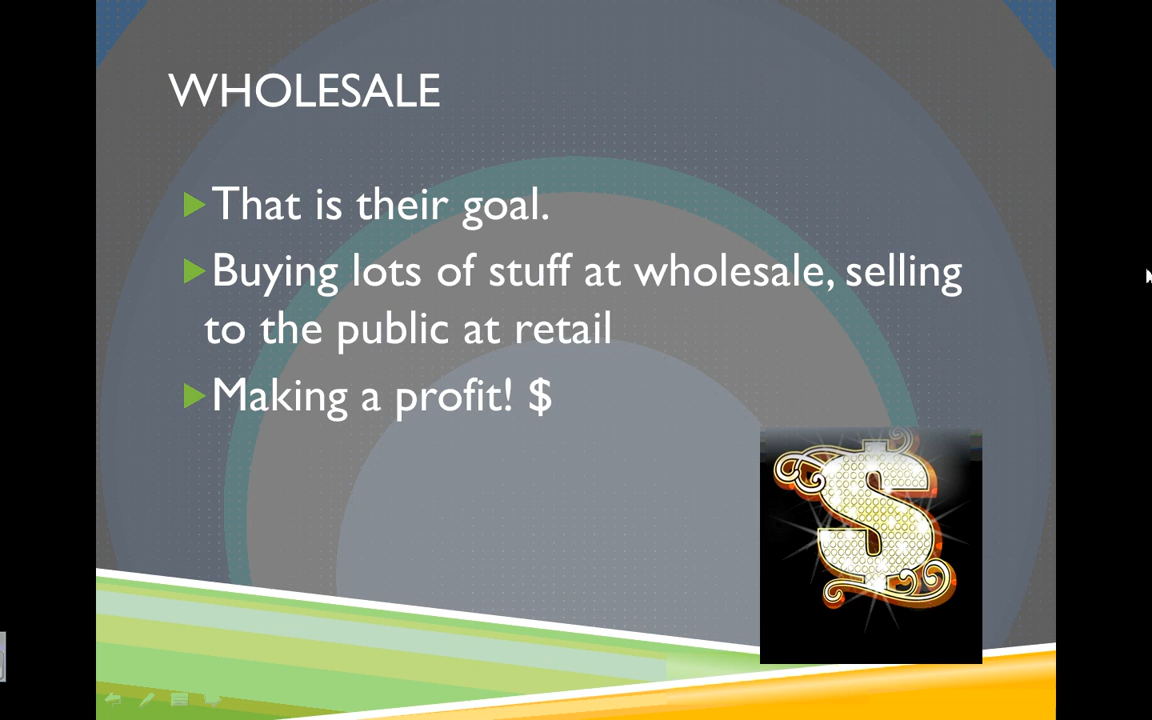 WHOLESALE
That is their goal.
Buying lots of stuff at wholesale, selling
to the public at retail
Making a profit! $